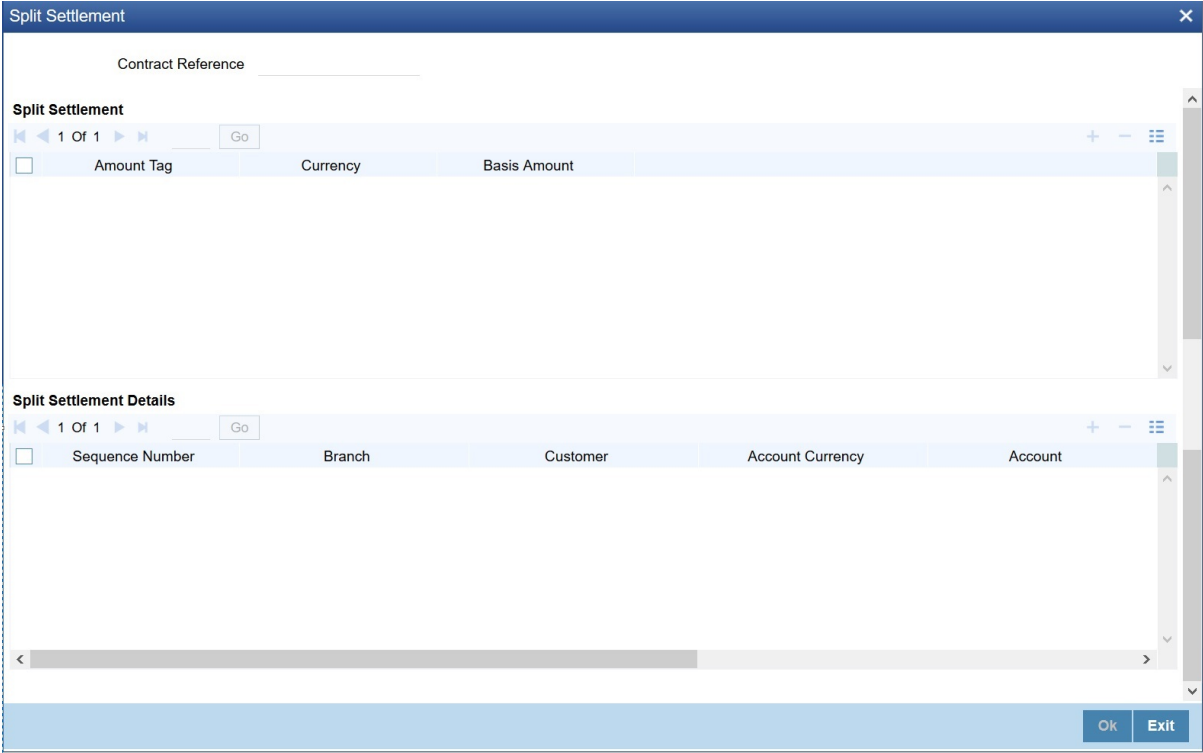 Split Settlement
Contract Reference
Split Settlement
1 Of 1 Go
Amount Tag Currency Basis Amount
Split Settlement Details
1 Of 1 Go
Sequence Number Branch Customer Account Currency Account
Ok Exit